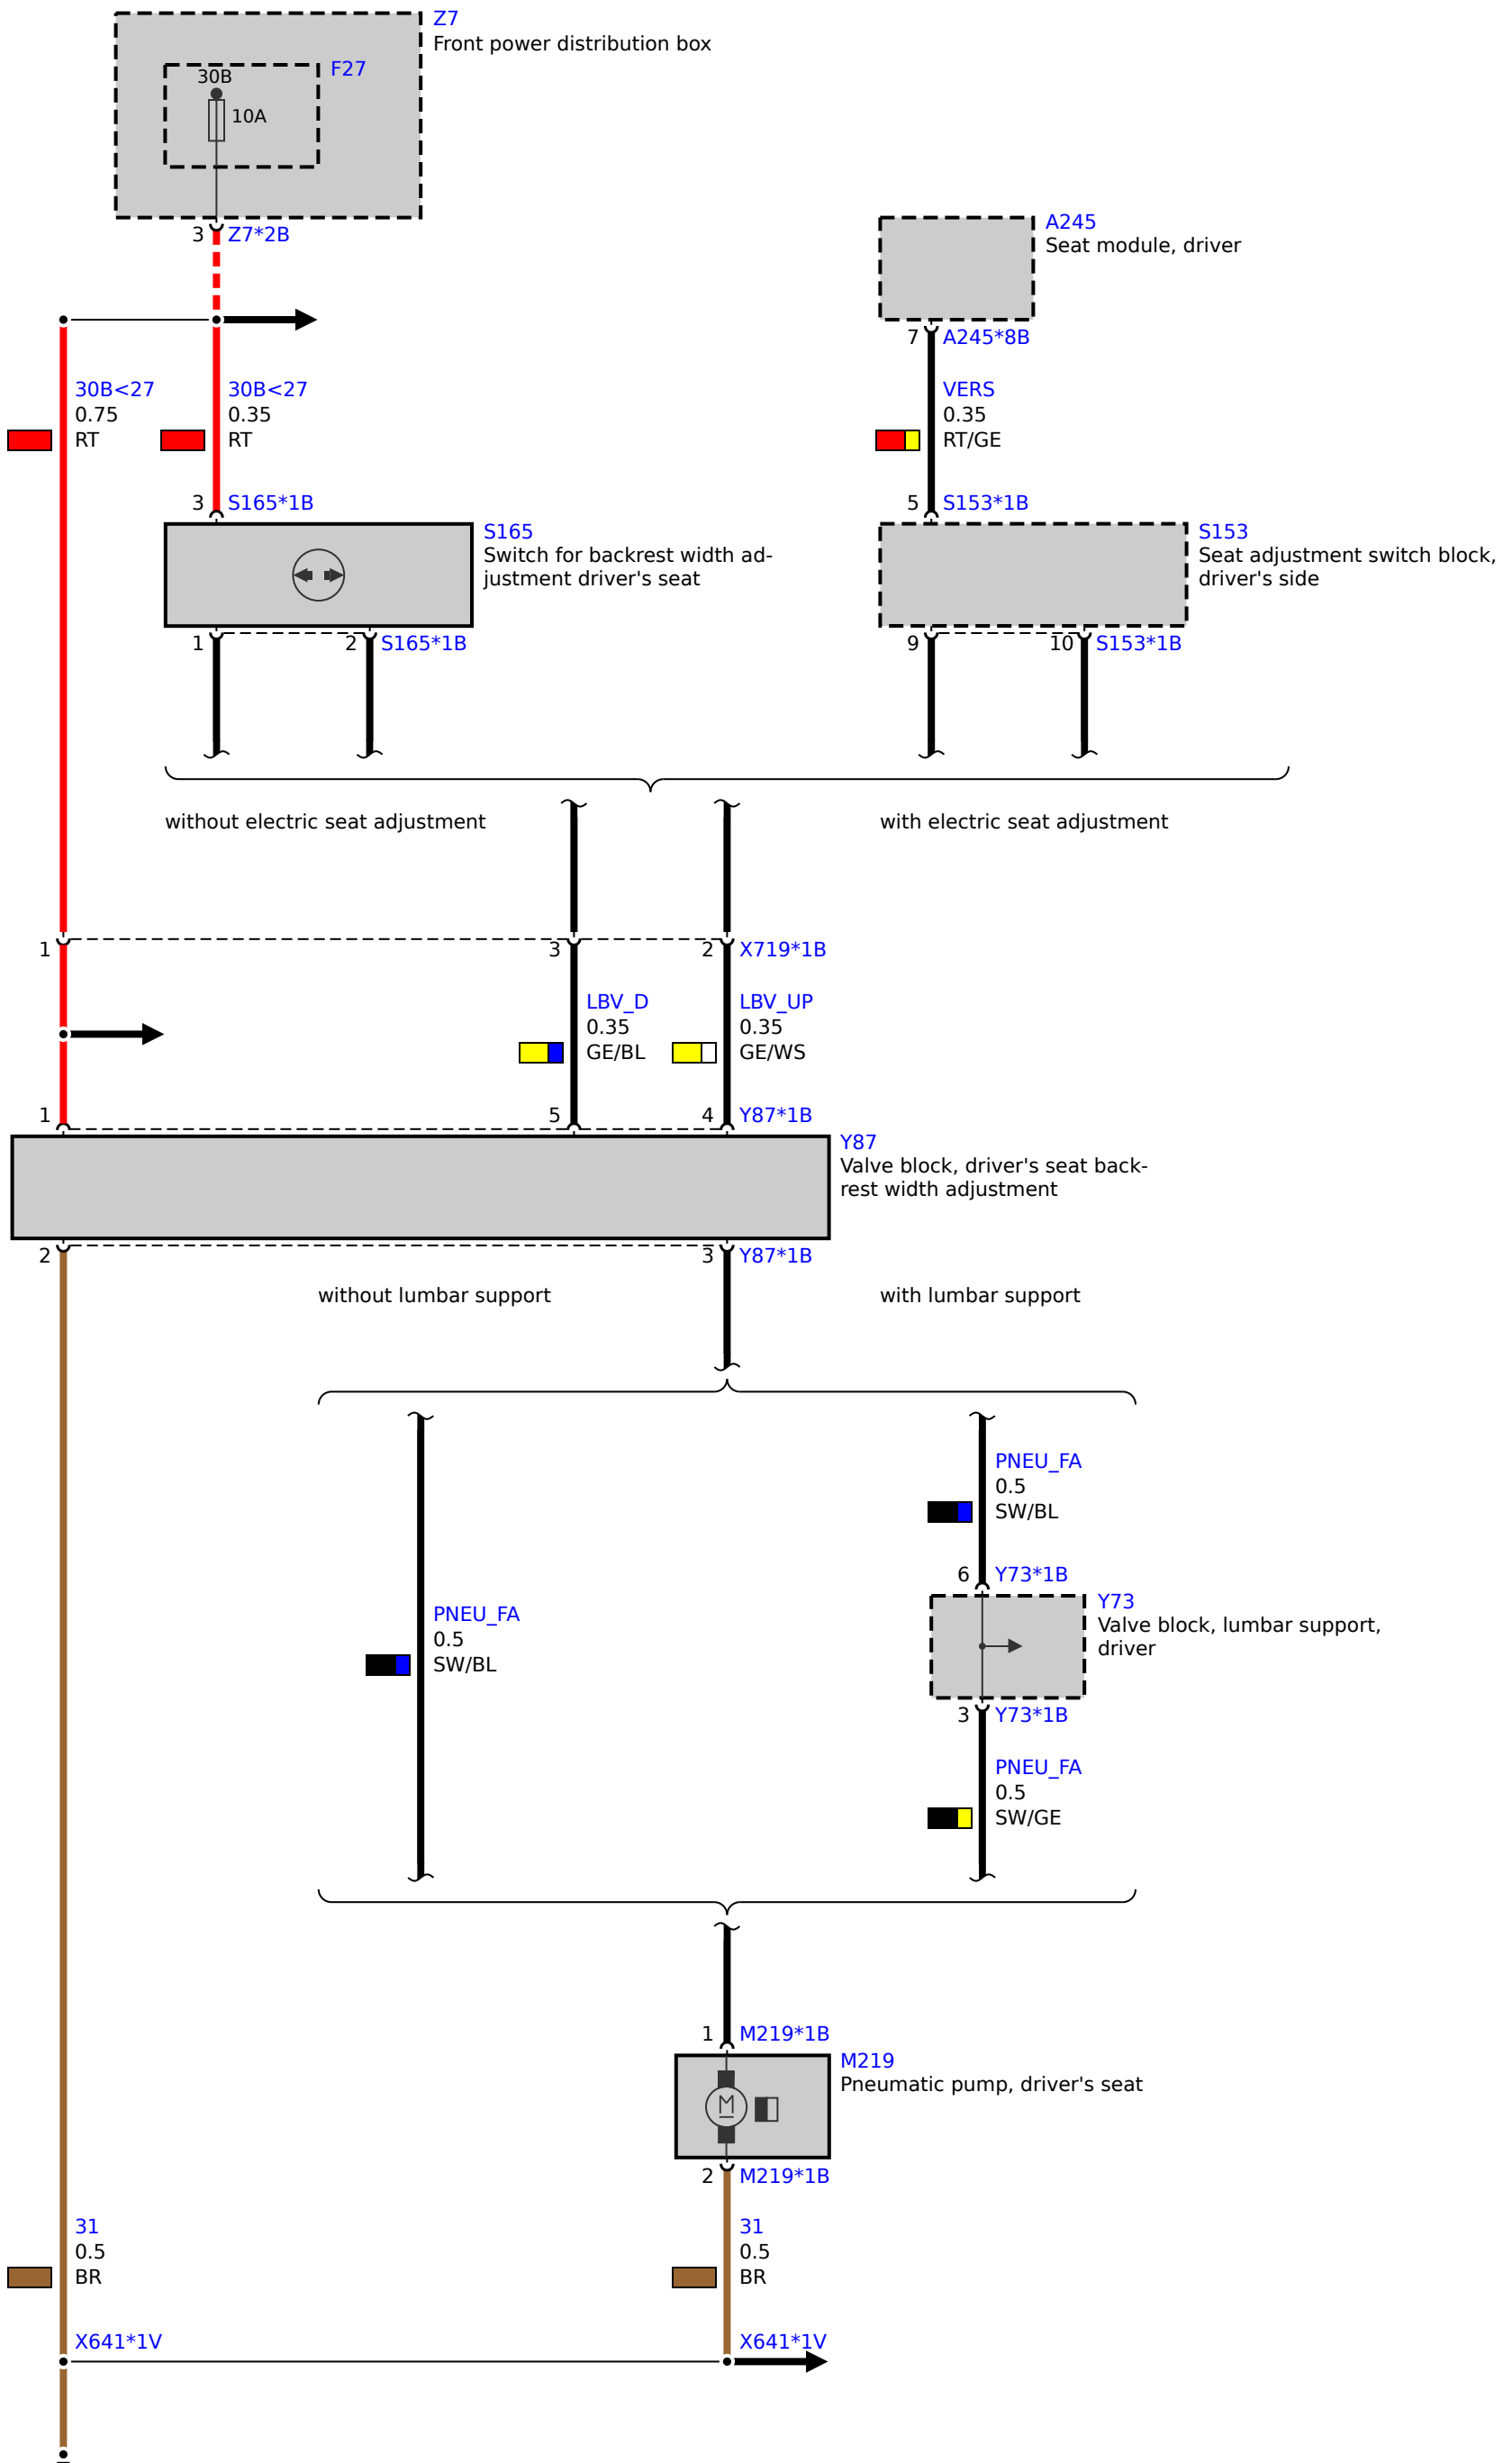 Z7
Front power distribution box
F27
30B
10A
3 Z7*2B
A245
Seat module, driver
7 A245*8B
30B<27
0.75
RT
30B<27
0.35
RT
VERS
0.35
RT/GE
3 S165*1B
5 S153*1B
S165
Switch for backrest width ad-
justment driver's seat
S153
Seat adjustment switch block,
driver's side
1 2 S165*1B
9 10 S153*1B
without electric seat adjustment
with electric seat adjustment
1 3 2 X719*1B
LBV_D
0.35
GE/BL
LBV_UP
0.35
GE/WS
1 5 4 Y87*1B
Y87
Valve block, driver's seat back-
rest width adjustment
2 3 Y87*1B
without lumbar support
with lumbar support
PNEU_FA
0.5
SW/BL
6 Y73*1B
Y73
Valve block, lumbar support,
driver
PNEU_FA
0.5
SW/BL
3 Y73*1B
PNEU_FA
0.5
SW/GE
1 M219*1B
M219
Pneumatic pump, driver's seat
M
2 M219*1B
31
0.5
BR
31
0.5
BR
X641*1V
X641*1V